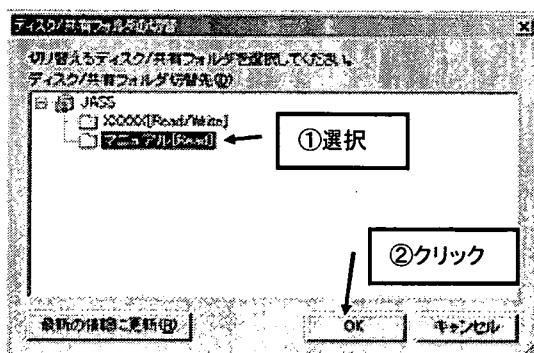 ディスク/共有フォルダの切替
切り替えるディスク/共有フォルダを選択してください。
ディスク/共有フォルダ切替先(D)
JASS
XXXXX[Read/Write]
マニュアル[Read]
①選択
②クリック
最新の情報に更新(R)
OK
キャンセル